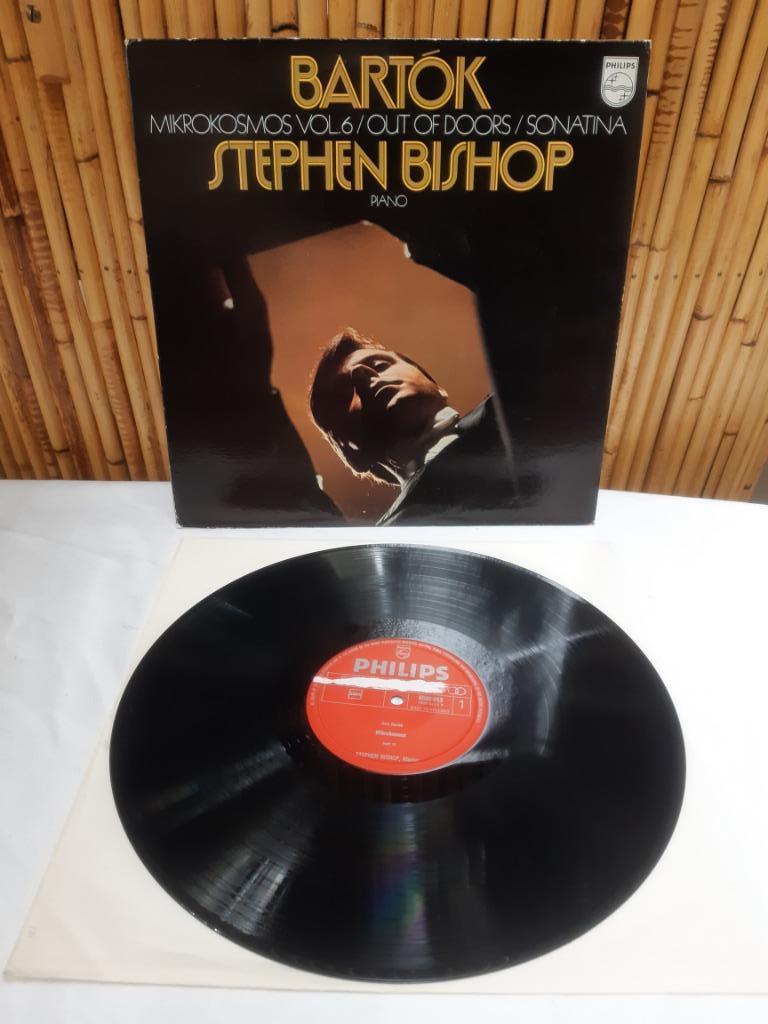 BARTÓK
PHILIPS
MIKROKOSMOS VOL.6/OUT OF DOORS/SONATINA
STEPHEN BISHOP
PIANO
PHILIPS
1
Mikrokosmos
STEPHEN BISHOP,